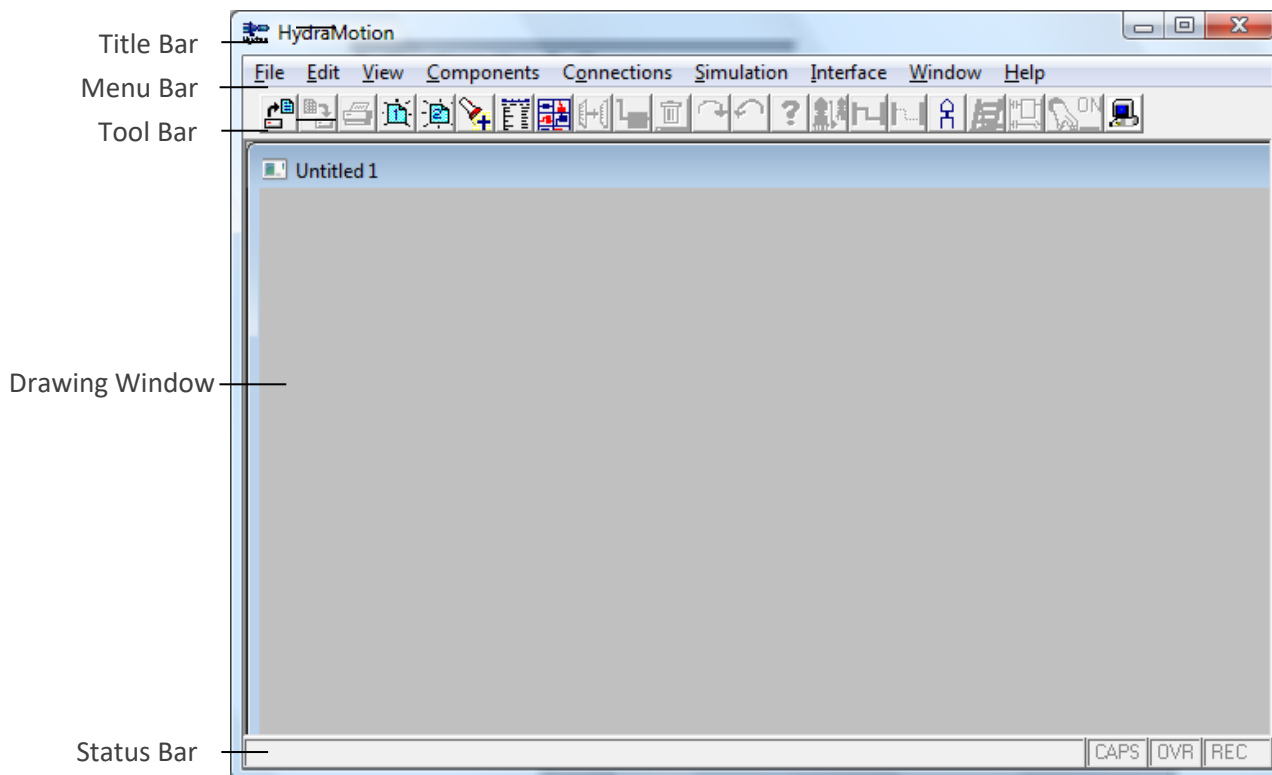 Title Bar
HydraMotion
Menu Bar
File Edit View Components Connections Simulation Interface Window Help
Tool Bar
ON
Untitled 1
Drawing Window
Status Bar
CAPS OVR REC